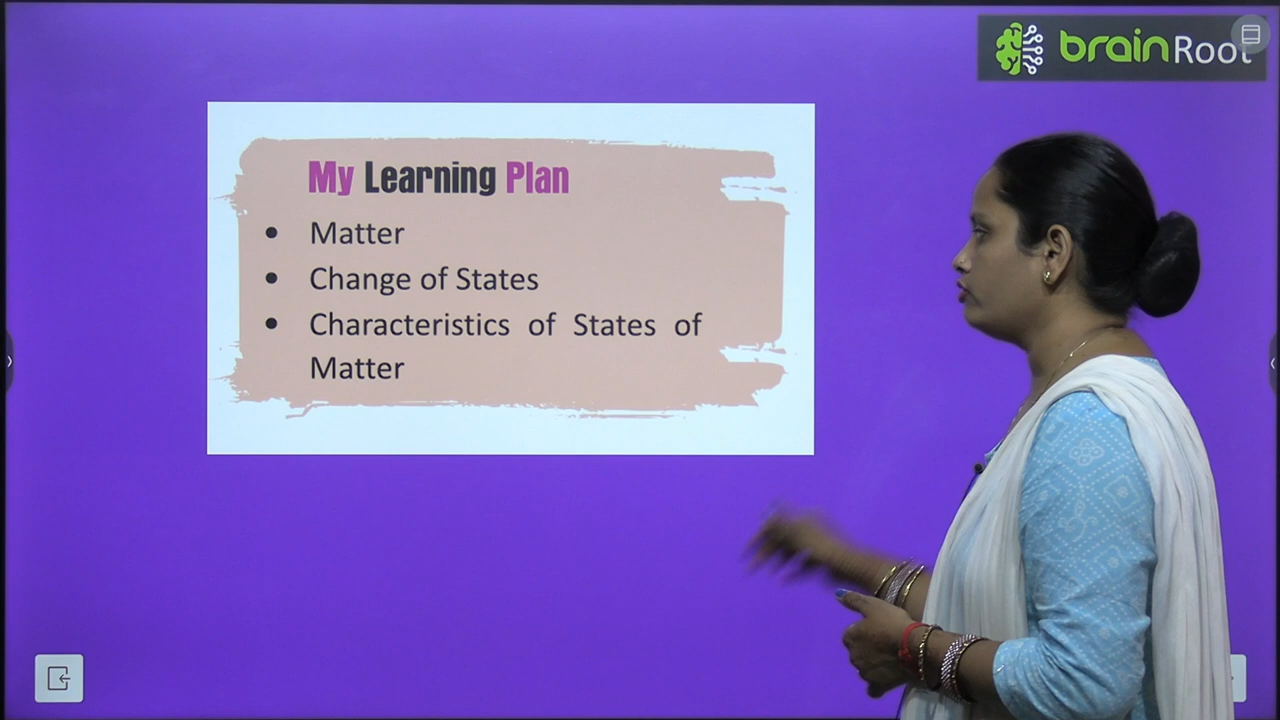 brainRoot
My Learning Plan
• Matter
• Change of States
• Characteristics of States of
Matter